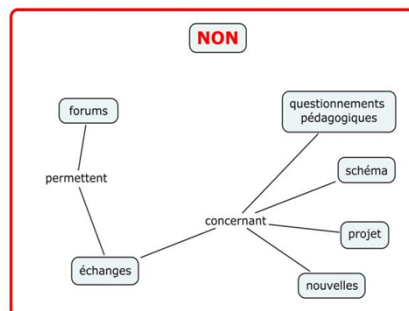 NON
forums
permettent
échanges
concernant
questionnements
pédagogiques
schéma
projet
nouvelles